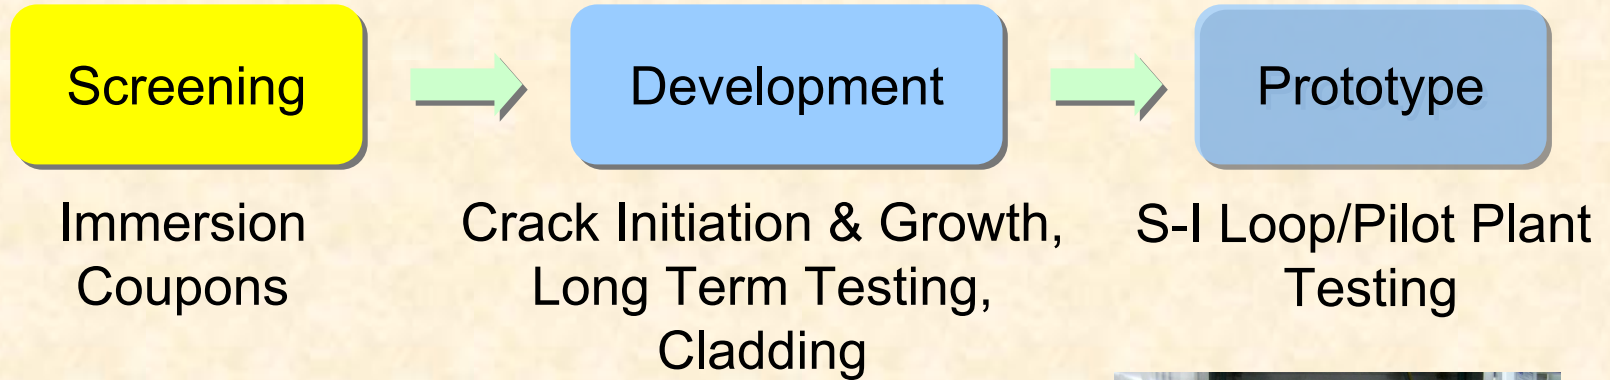 Screening
Development
Prototype
Immersion
Coupons
Crack Initiation & Growth,
Long Term Testing,
Cladding
S-I Loop/Pilot Plant
Testing